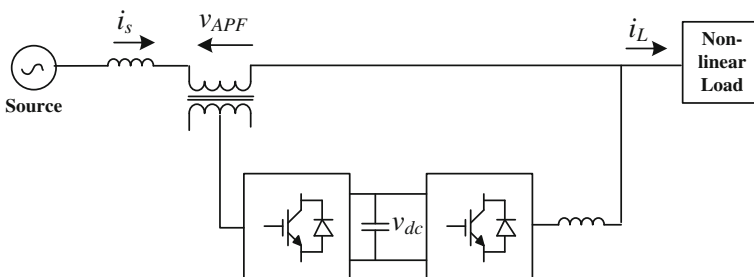 i_s
v_APF
i_L
Source
Non-
linear
Load
v_dc